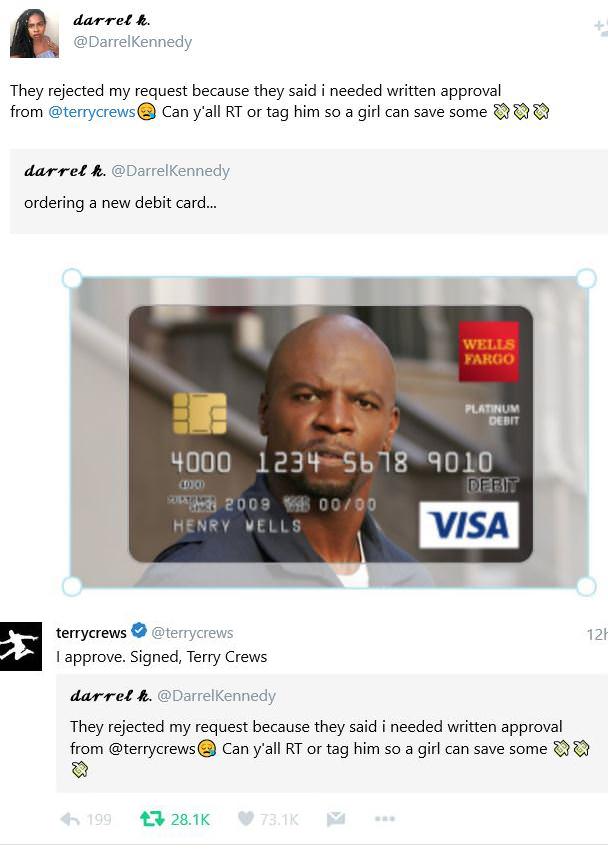 darrel k.
@DarrelKennedy
They rejected my request because they said i needed written approval
from @terrycrews😪 Can y'all RT or tag him so a girl can save some 💸💸💸
darrel k. @DarrelKennedy
ordering a new debit card...
WELLS
FARGO
PLATINUM
DEBIT
4000 1234 5678 9010
4000
DEBIT
CUSTOMER SINCE 2009 GOOD THRU 00/00
HENRY WELLS
VISA
terrycrews @terrycrews
12h
I approve. Signed, Terry Crews
darrel k. @DarrelKennedy
They rejected my request because they said i needed written approval
from @terrycrews😪 Can y'all RT or tag him so a girl can save some 💸💸
💸
199 28.1K 73.1K